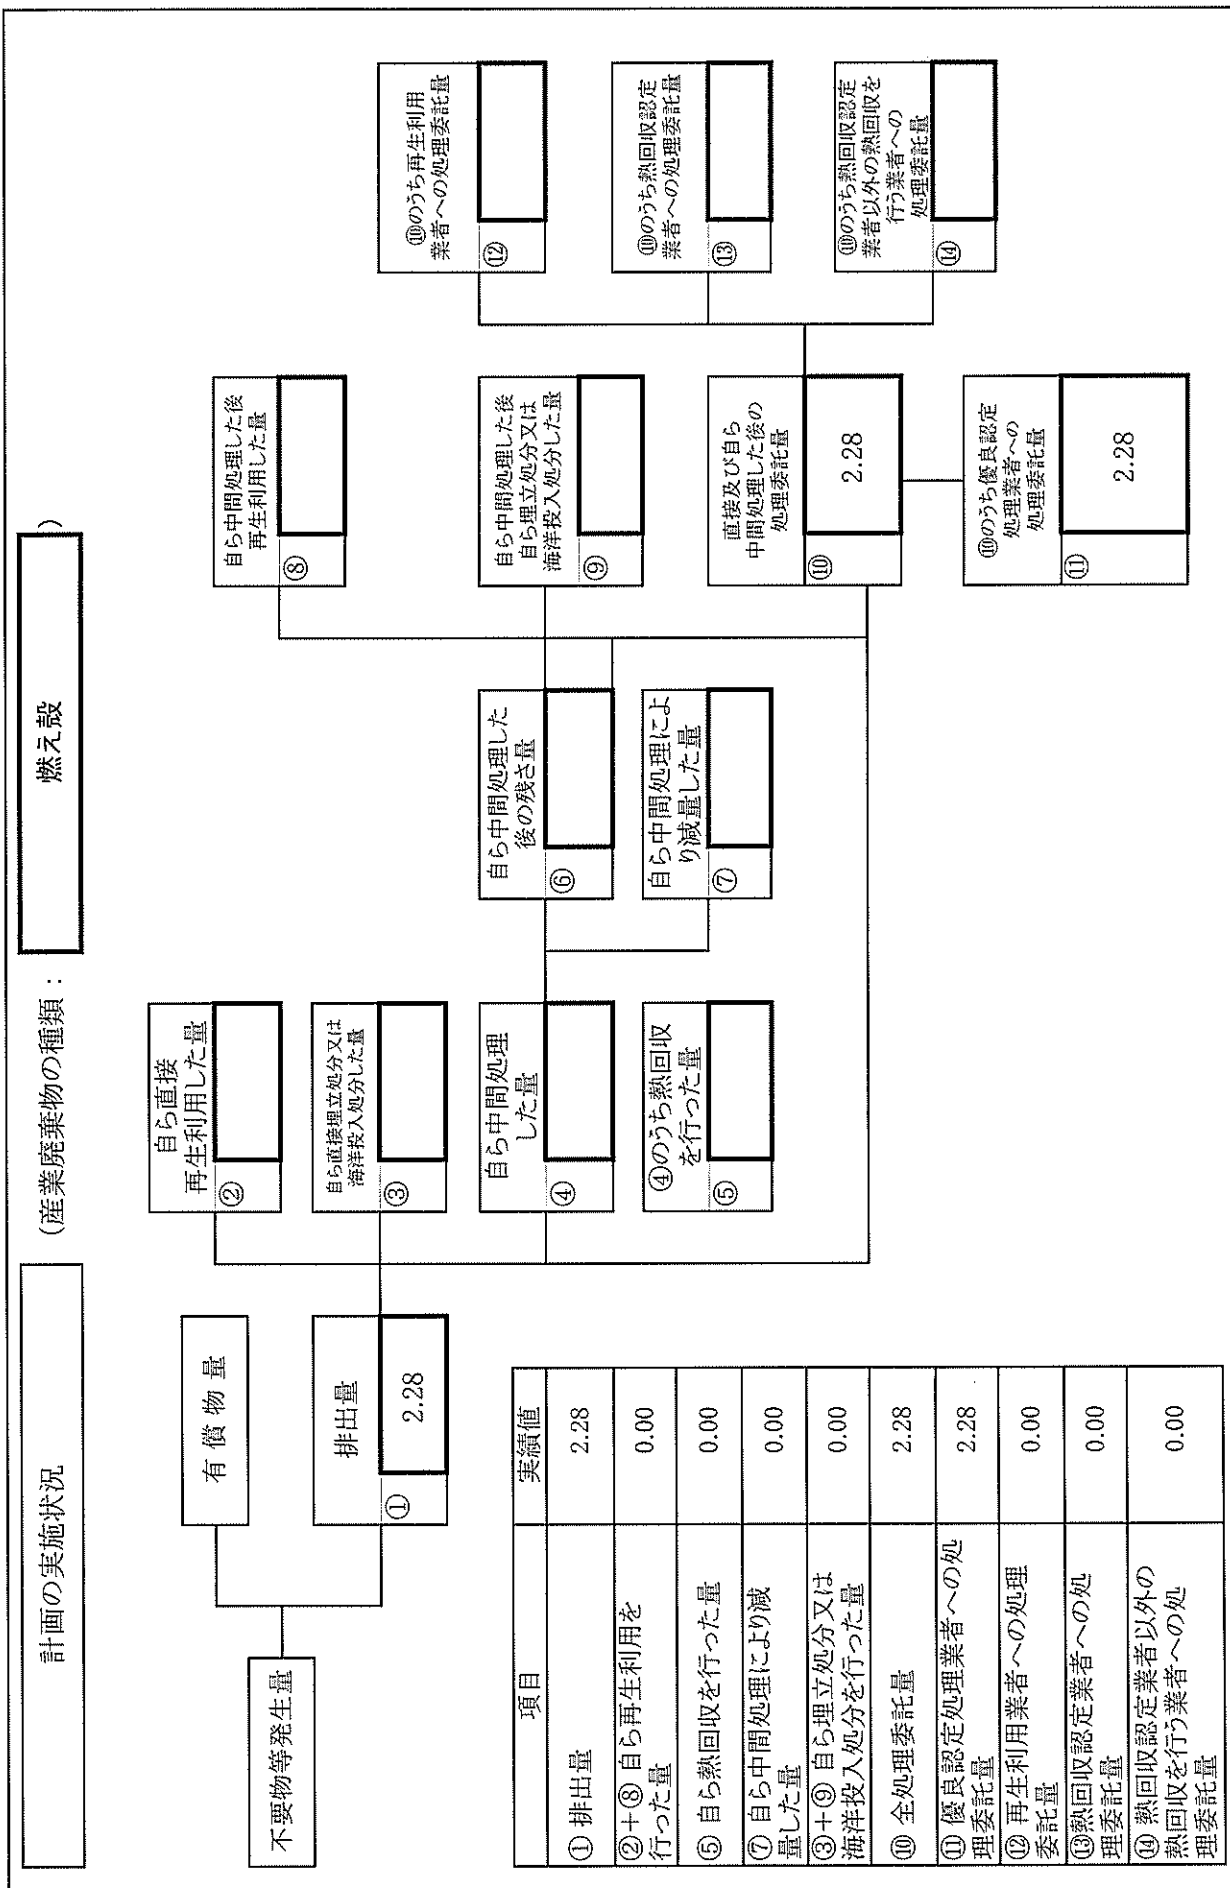 計画の実施状況
(産業廃棄物の種類：
燃え殻
)
不要物等発生量
有償物量
排出量
①
2.28
自ら直接
再生利用した量
②
自ら直接埋立処分又は
海洋投入処分した量
③
自ら中間処理
した量
④
④のうち熱回収
を行った量
⑤
自ら中間処理した
後の残さ量
⑥
自ら中間処理によ
り減量した量
⑦
自ら中間処理した後
再生利用した量
⑧
自ら中間処理した後
自ら埋立処分又は
海洋投入処分した量
⑨
直接及び自ら
中間処理した後の
処理委託量
⑩
2.28
⑩のうち優良認定
処理業者への
処理委託量
⑪
2.28
⑩のうち再生利用
業者への処理委託量
⑫
⑩のうち熱回収認定
業者への処理委託量
⑬
⑩のうち熱回収認定
業者以外の熱回収を
行う業者への
処理委託量
⑭
項目
実績値
① 排出量
2.28
②＋⑧ 自ら再生利用を
行った量
0.00
⑤ 自ら熱回収を行った量
0.00
⑦ 自ら中間処理により減
量した量
0.00
③＋⑨ 自ら埋立処分又は
海洋投入処分を行った量
0.00
⑩ 全処理委託量
2.28
⑪ 優良認定処理業者への処
理委託量
2.28
⑫ 再生利用業者への処理
委託量
0.00
⑬熱回収認定業者への処
理委託量
0.00
⑭ 熱回収認定業者以外の
熱回収を行う業者への処
理委託量
0.00